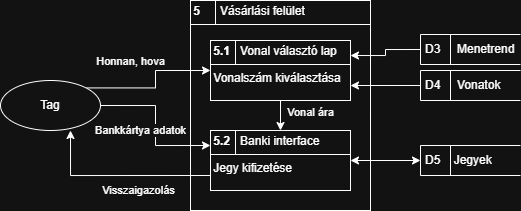 5 Vásárlási felület
5.1 Vonal választó lap
Vonalszám kiválasztása
D3 Menetrend
D4 Vonatok
Honnan, hova
Tag
Vonal ára
Bankkártya adatok
5.2 Banki interface
Jegy kifizetése
D5 Jegyek
Visszaigazolás